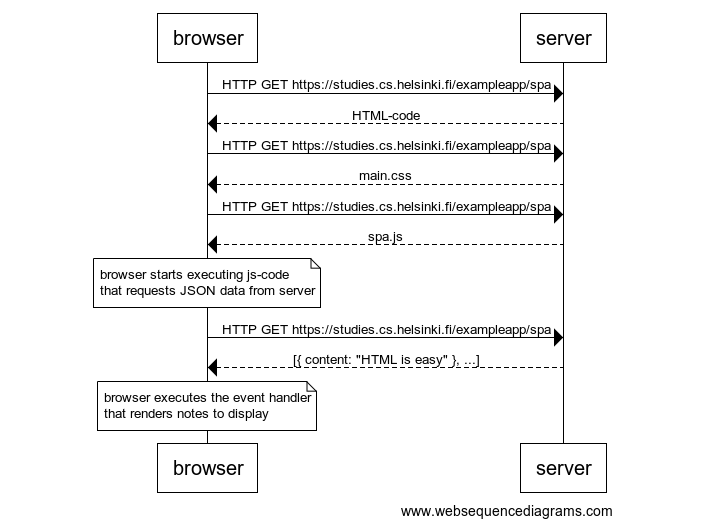 browser
server
HTTP GET https://studies.cs.helsinki.fi/exampleapp/spa
HTML-code
HTTP GET https://studies.cs.helsinki.fi/exampleapp/spa
main.css
HTTP GET https://studies.cs.helsinki.fi/exampleapp/spa
spa.js
browser starts executing js-code
that requests JSON data from server
HTTP GET https://studies.cs.helsinki.fi/exampleapp/spa
[{ content: "HTML is easy" }, ...]
browser executes the event handler
that renders notes to display
browser
server
www.websequencediagrams.com